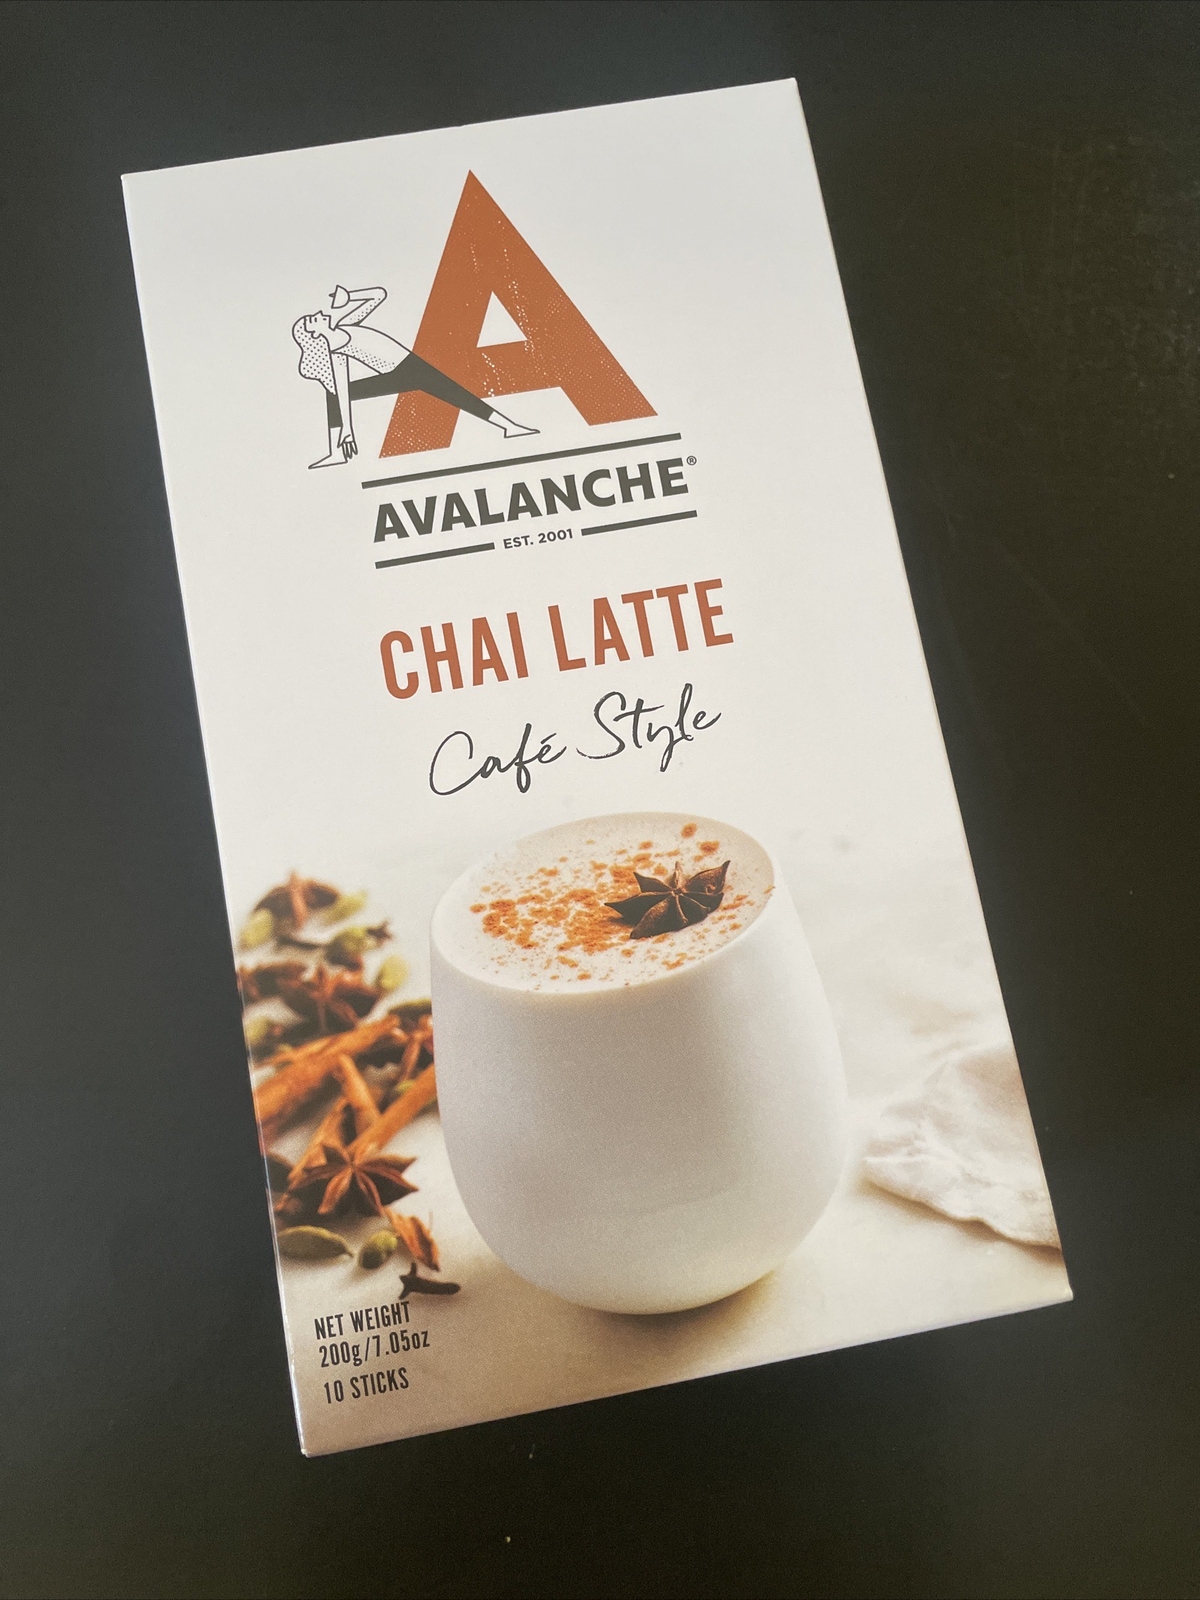 A
AVALANCHE®
EST. 2001
CHAI LATTE
Café Style
NET WEIGHT
200g/7.05oz
10 STICKS